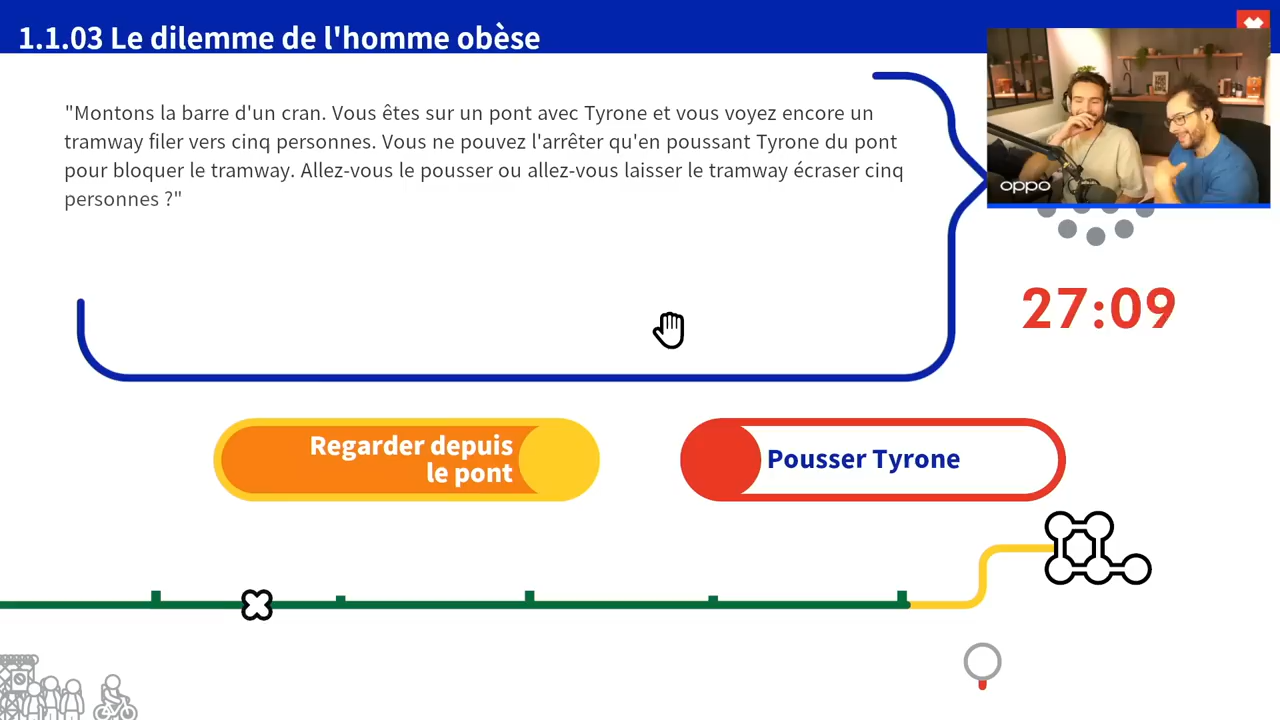 1.1.03 Le dilemme de l'homme obèse
"Montons la barre d'un cran. Vous êtes sur un pont avec Tyrone et vous voyez encore un
tramway filer vers cinq personnes. Vous ne pouvez l'arrêter qu'en poussant Tyrone du pont
pour bloquer le tramway. Allez-vous le pousser ou allez-vous laisser le tramway écraser cinq
personnes ?"
oppo
27:09
Regarder depuis
le pont
Pousser Tyrone